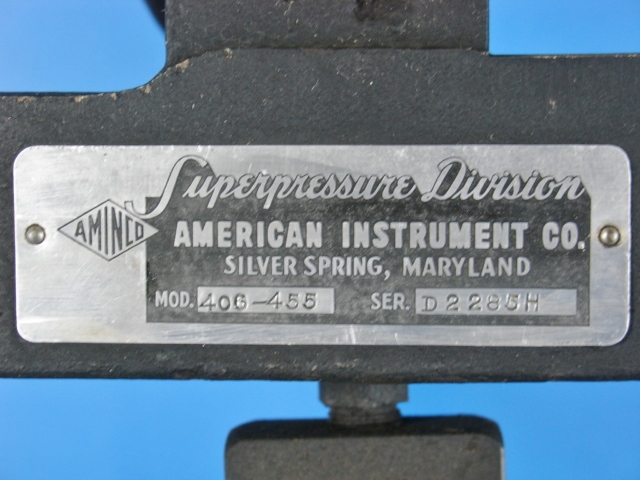 Superpressure Division
AMINCO
AMERICAN INSTRUMENT CO.
SILVER SPRING, MARYLAND
MOD. 406-455 SER. D2285H